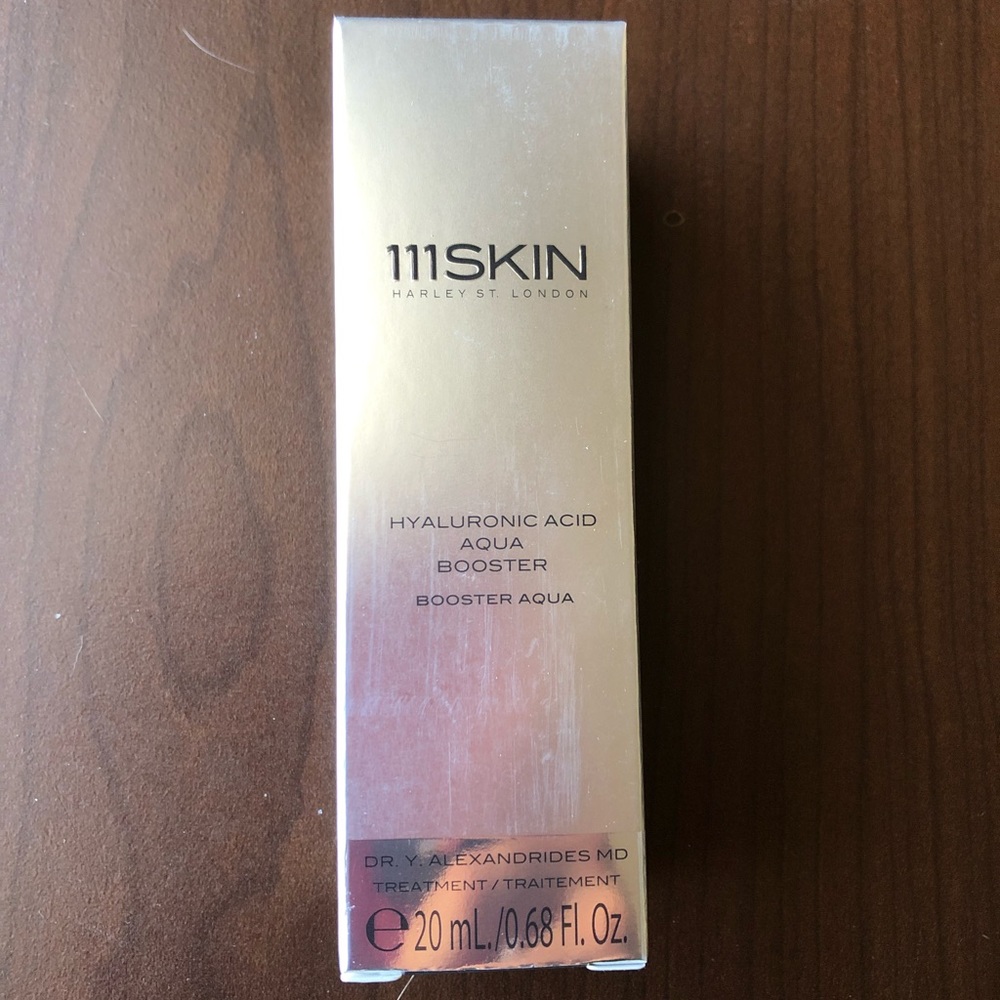 111SKIN
HARLEY ST. LONDON
HYALURONIC ACID
AQUA
BOOSTER
BOOSTER AQUA
DR. Y. ALEXANDRIDES MD
TREATMENT / TRAITEMENT
℮ 20 mL./0.68 Fl. Oz.